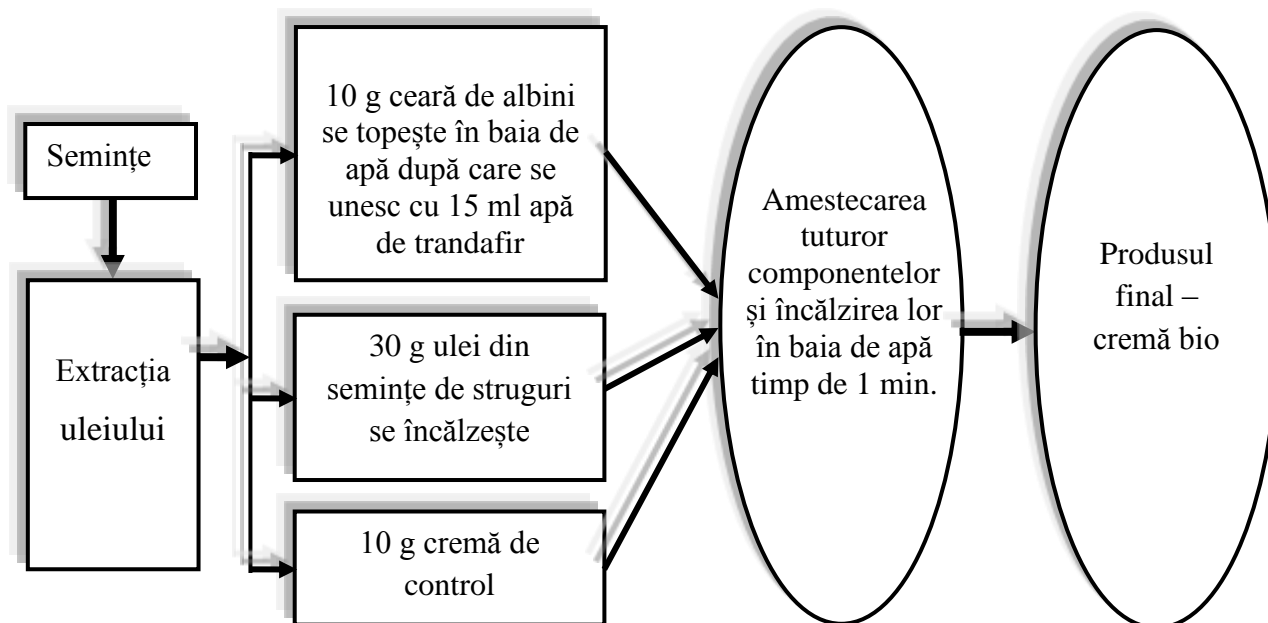 Semințe
Extracția
uleiului
10 g ceară de albini
se topește în baia de
apă după care se
unesc cu 15 ml apă
de trandafir
30 g ulei din
semințe de struguri
se încălzește
10 g cremă de
control
Amestecarea
tuturor
componentelor
și încălzirea lor
în baia de apă
timp de 1 min.
Produsul
final –
cremă bio